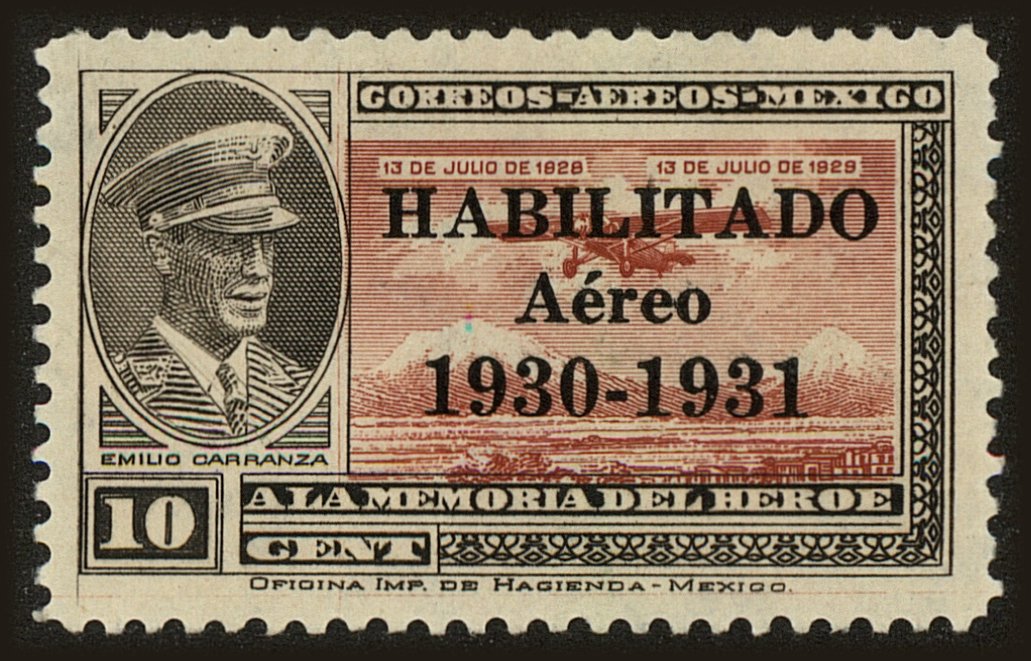 CORREOS-AEREOS-MEXICO
13 DE JULIO DE 1928 13 DE JULIO DE 1929
HABILITADO
Aéreo
1930-1931
EMILIO CARRANZA
A LA MEMORIA DEL HEROE
10
CENT
OFICINA IMP. DE HACIENDA-MEXICO.